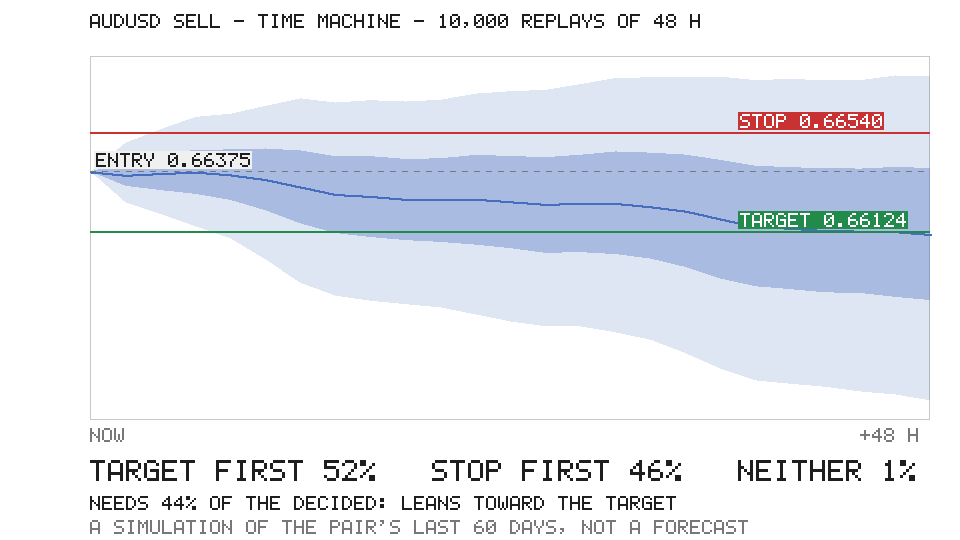 AUDUSD SELL – TIME MACHINE – 10,000 REPLAYS OF 48 H
STOP 0.66540
ENTRY 0.66375
TARGET 0.66124
NOW
+48 H
TARGET FIRST 52% STOP FIRST 46% NEITHER 1%
NEEDS 44% OF THE DECIDED: LEANS TOWARD THE TARGET
A SIMULATION OF THE PAIR'S LAST 60 DAYS, NOT A FORECAST